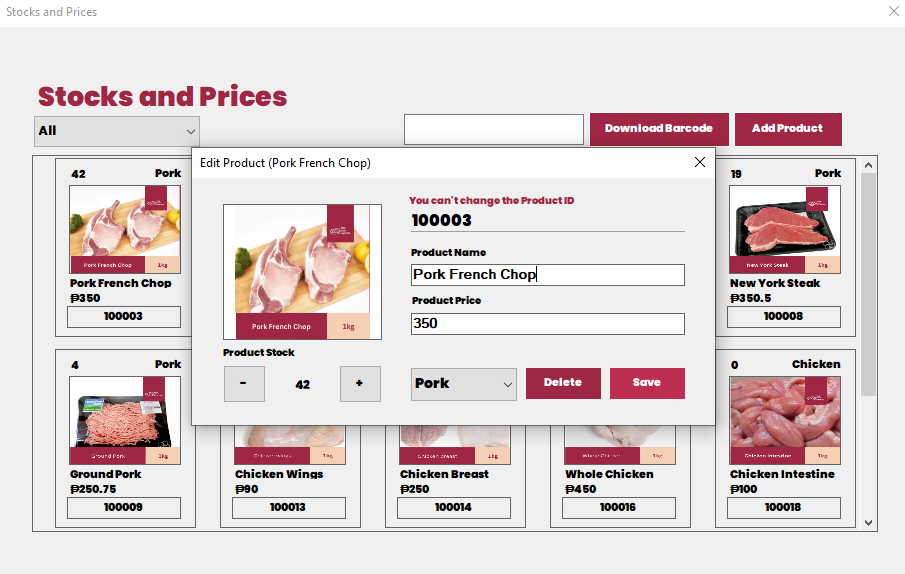 Stocks and Prices
Stocks and Prices
All
Download Barcode
Add Product
42 Pork
Pork French Chop 1kg
Pork French Chop
₱350
100003
19 Pork
New York Steak 1kg
New York Steak
₱350.5
100008
Edit Product (Pork French Chop)
You can't change the Product ID
100003
Product Name
Pork French Chop
Product Price
350
Pork French Chop 1kg
Product Stock
- 42 +
Pork
Delete
Save
4 Pork
Ground Pork 1kg
Ground Pork
₱250.75
100009
Chicken Wings 1kg
Chicken Wings
₱90
100013
Chicken Breast 1kg
Chicken Breast
₱250
100014
Whole Chicken 1kg
Whole Chicken
₱450
100016
0 Chicken
Chicken Intestine 1kg
Chicken Intestine
₱100
100018